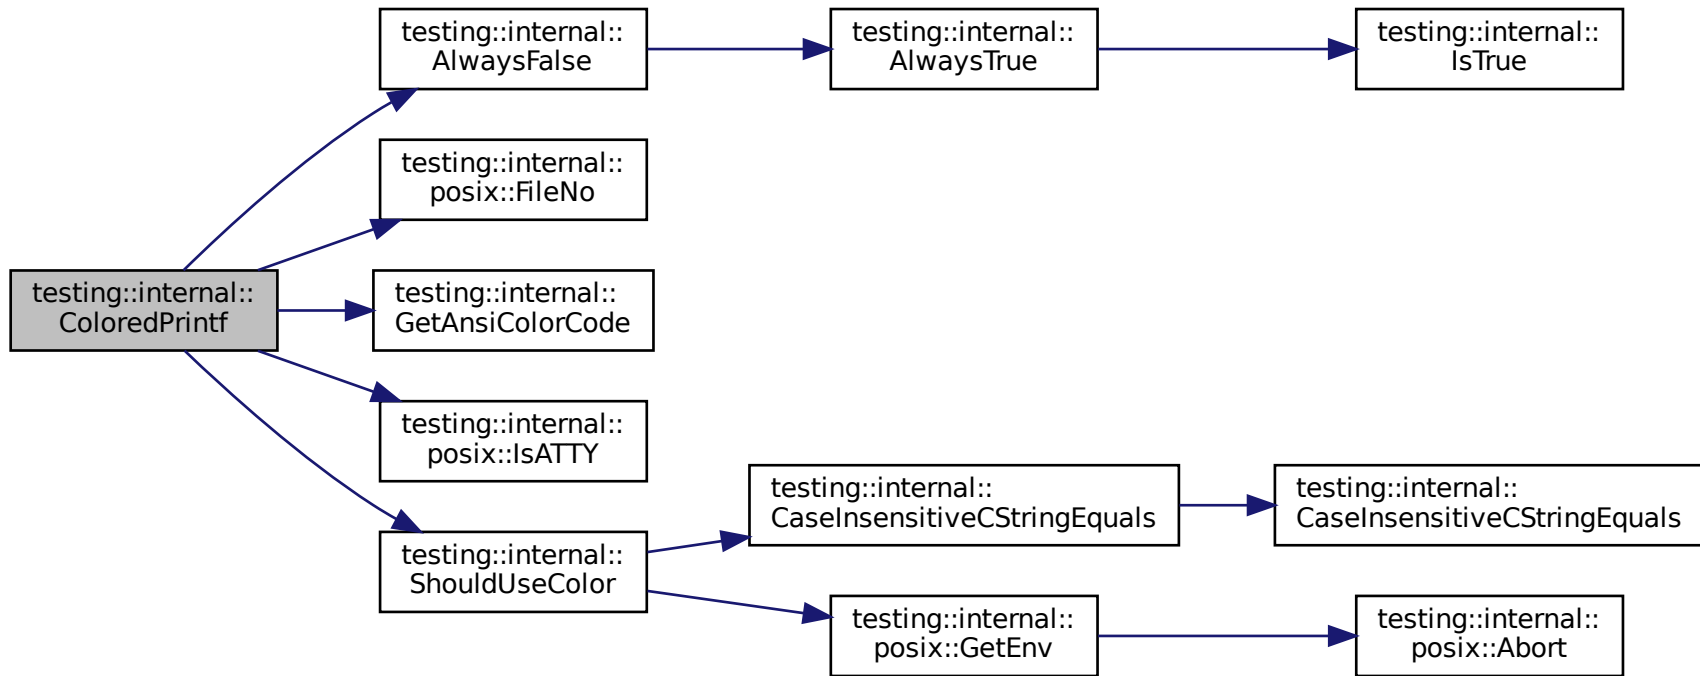 testing::internal::
ColoredPrintf
testing::internal::
AlwaysFalse
testing::internal::
AlwaysTrue
testing::internal::
IsTrue
testing::internal::
posix::FileNo
testing::internal::
GetAnsiColorCode
testing::internal::
posix::IsATTY
testing::internal::
ShouldUseColor
testing::internal::
CaseInsensitiveCStringEquals
testing::internal::
CaseInsensitiveCStringEquals
testing::internal::
posix::GetEnv
testing::internal::
posix::Abort